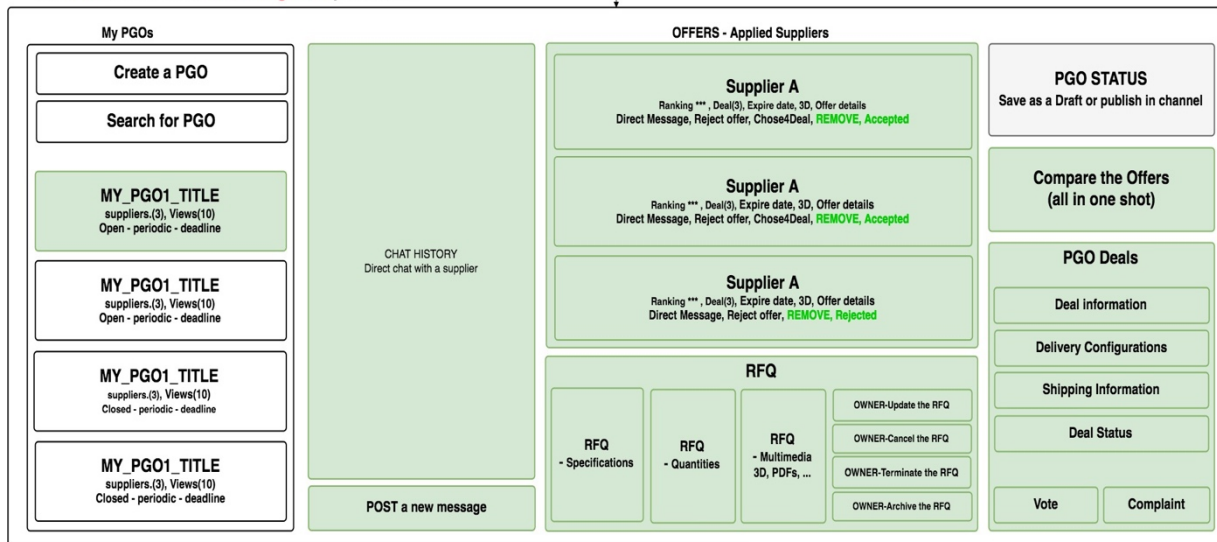 My PGOs
Create a PGO
Search for PGO
MY_PGO1_TITLE
suppliers.(3), Views(10)
Open - periodic - deadline
MY_PGO1_TITLE
suppliers.(3), Views(10)
Open - periodic - deadline
MY_PGO1_TITLE
suppliers.(3), Views(10)
Closed - periodic - deadline
MY_PGO1_TITLE
suppliers.(3), Views(10)
Closed - periodic - deadline
CHAT HISTORY
Direct chat with a supplier
POST a new message
OFFERS - Applied Suppliers
Supplier A
Ranking *** , Deal(3), Expire date, 3D, Offer details
Direct Message, Reject offer, Chose4Deal, REMOVE, Accepted
Supplier A
Ranking *** , Deal(3), Expire date, 3D, Offer details
Direct Message, Reject offer, Chose4Deal, REMOVE, Accepted
Supplier A
Ranking *** , Deal(3), Expire date, 3D, Offer details
Direct Message, Reject offer, REMOVE, Rejected
RFQ
RFQ
- Specifications
RFQ
- Quantities
RFQ
- Multimedia
3D, PDFs, ...
OWNER-Update the RFQ
OWNER-Cancel the RFQ
OWNER-Terminate the RFQ
OWNER-Archive the RFQ
PGO STATUS
Save as a Draft or publish in channel
Compare the Offers
(all in one shot)
PGO Deals
Deal information
Delivery Configurations
Shipping Information
Deal Status
Vote
Complaint